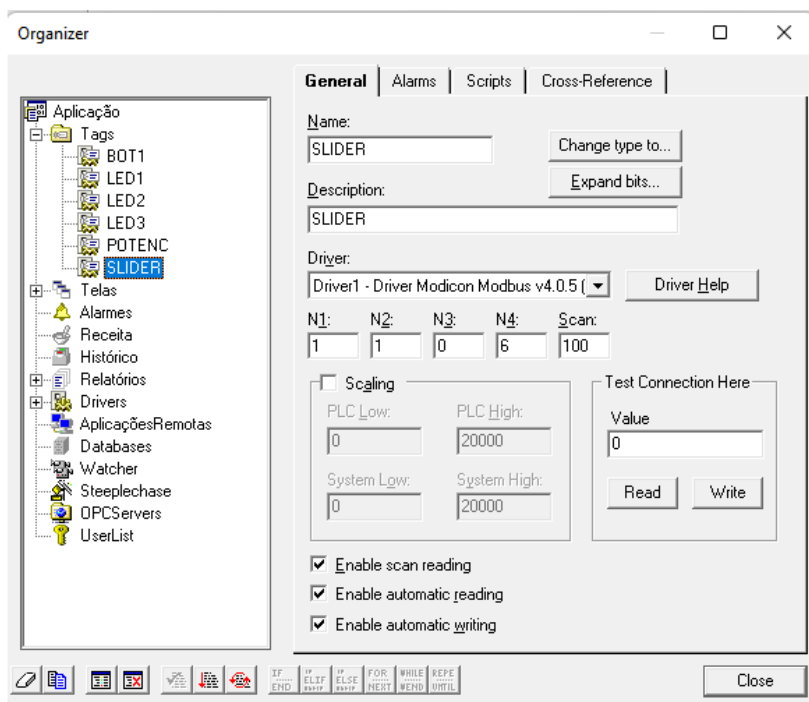 Organizer
General
Alarms
Scripts
Cross-Reference
Aplicação
Tags
BOT1
LED1
LED2
LED3
POTENC
SLIDER
Telas
Alarmes
Receita
Histórico
Relatórios
Drivers
AplicaçõesRemotas
Databases
Watcher
Steeplechase
OPCServers
UserList
Name:
SLIDER
Change type to...
Expand bits...
Description:
SLIDER
Driver:
Driver1 - Driver Modicon Modbus v4.0.5 (
Driver Help
N1: N2: N3: N4: Scan:
1 1 0 6 100
Scaling
PLC Low: PLC High:
0 20000
System Low: System High:
0 20000
Test Connection Here
Value
0
Read Write
Enable scan reading
Enable automatic reading
Enable automatic writing
IF ELIF ELSE FOR WHILE REPE
END NEXT WEND UNTIL
Close